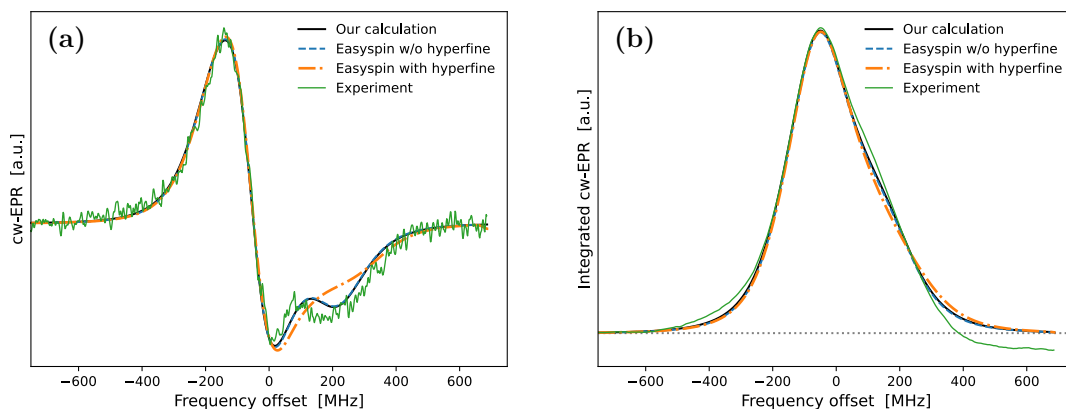 (a)
Our calculation
Easyspin w/o hyperfine
Easyspin with hyperfine
Experiment
cw-EPR [a.u.]
−600 −400 −200 0 200 400 600
Frequency offset [MHz]
(b)
Our calculation
Easyspin w/o hyperfine
Easyspin with hyperfine
Experiment
Integrated cw-EPR [a.u.]
−600 −400 −200 0 200 400 600
Frequency offset [MHz]